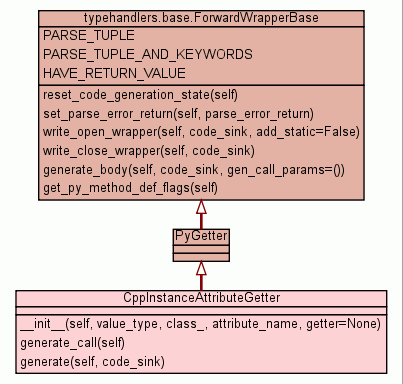 typehandlers.base.ForwardWrapperBase
PARSE_TUPLE
PARSE_TUPLE_AND_KEYWORDS
HAVE_RETURN_VALUE
reset_code_generation_state(self)
set_parse_error_return(self, parse_error_return)
write_open_wrapper(self, code_sink, add_static=False)
write_close_wrapper(self, code_sink)
generate_body(self, code_sink, gen_call_params=())
get_py_method_def_flags(self)
PyGetter
CppInstanceAttributeGetter
__init__(self, value_type, class_, attribute_name, getter=None)
generate_call(self)
generate(self, code_sink)